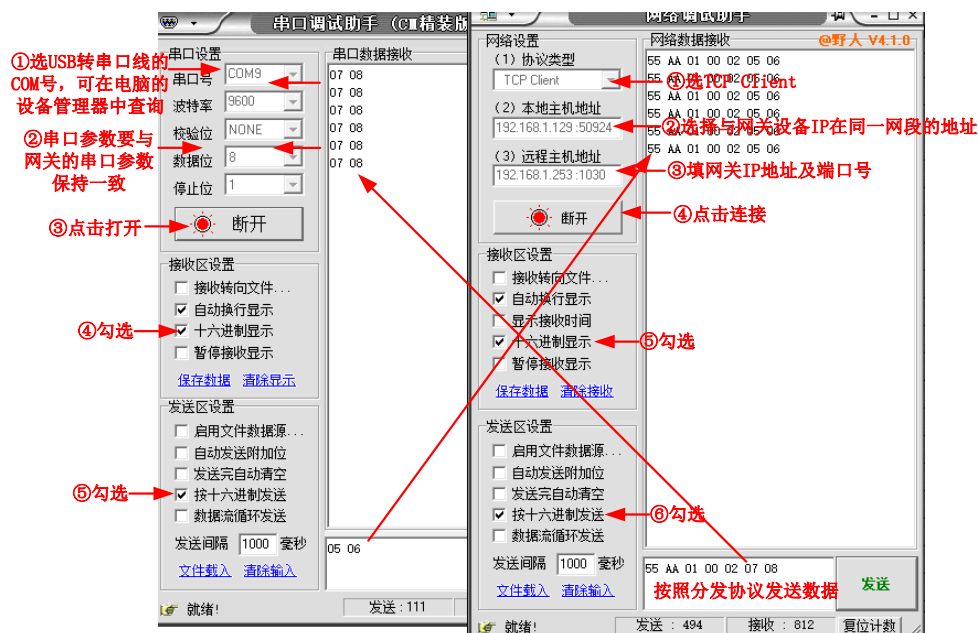 串口调试助手 (CM精装版
串口设置
①选USB转串口线的
COM号，可在电脑的
设备管理器中查询
串口号 COM9
波特率 9600
②串口参数要与
网关的串口参数
保持一致
校验位 NONE
数据位 8
停止位 1
③点击打开
断开
接收区设置
接收转向文件...
自动换行显示
④勾选
十六进制显示
暂停接收显示
保存数据 清除显示
发送区设置
启用文件数据源...
自动发送附加位
发送完自动清空
⑤勾选
按十六进制发送
数据流循环发送
发送间隔 1000 毫秒
文件载入 清除输入
就绪!
发送:111
串口数据接收
07 08
07 08
07 08
07 08
07 08
07 08
05 06
网络调试助手
网络设置
(1) 协议类型
TCP Client
①选TCP Client
(2) 本地主机地址
192.168.1.129 :50924
②选择与网关设备IP在同一网段的地址
(3) 远程主机地址
192.168.1.253 :1030
③填网关IP地址及端口号
断开
④点击连接
接收区设置
接收转向文件...
自动换行显示
显示接收时间
十六进制显示
⑤勾选
暂停接收显示
保存数据 清除接收
发送区设置
启用文件数据源...
自动发送附加位
发送完自动清空
按十六进制发送
⑥勾选
数据流循环发送
发送间隔 1000 毫秒
文件载入 清除输入
网络数据接收
@野人 V4.1.0
55 AA 01 00 02 05 06
55 AA 01 00 02 05 06
55 AA 01 00 02 05 06
55 AA 01 00 02 05 06
55 AA 01 00 02 05 06
55 AA 01 00 02 05 06
55 AA 01 00 02 07 08
按照分发协议发送数据
发送
就绪!
发送 : 494
接收 : 812
复位计数